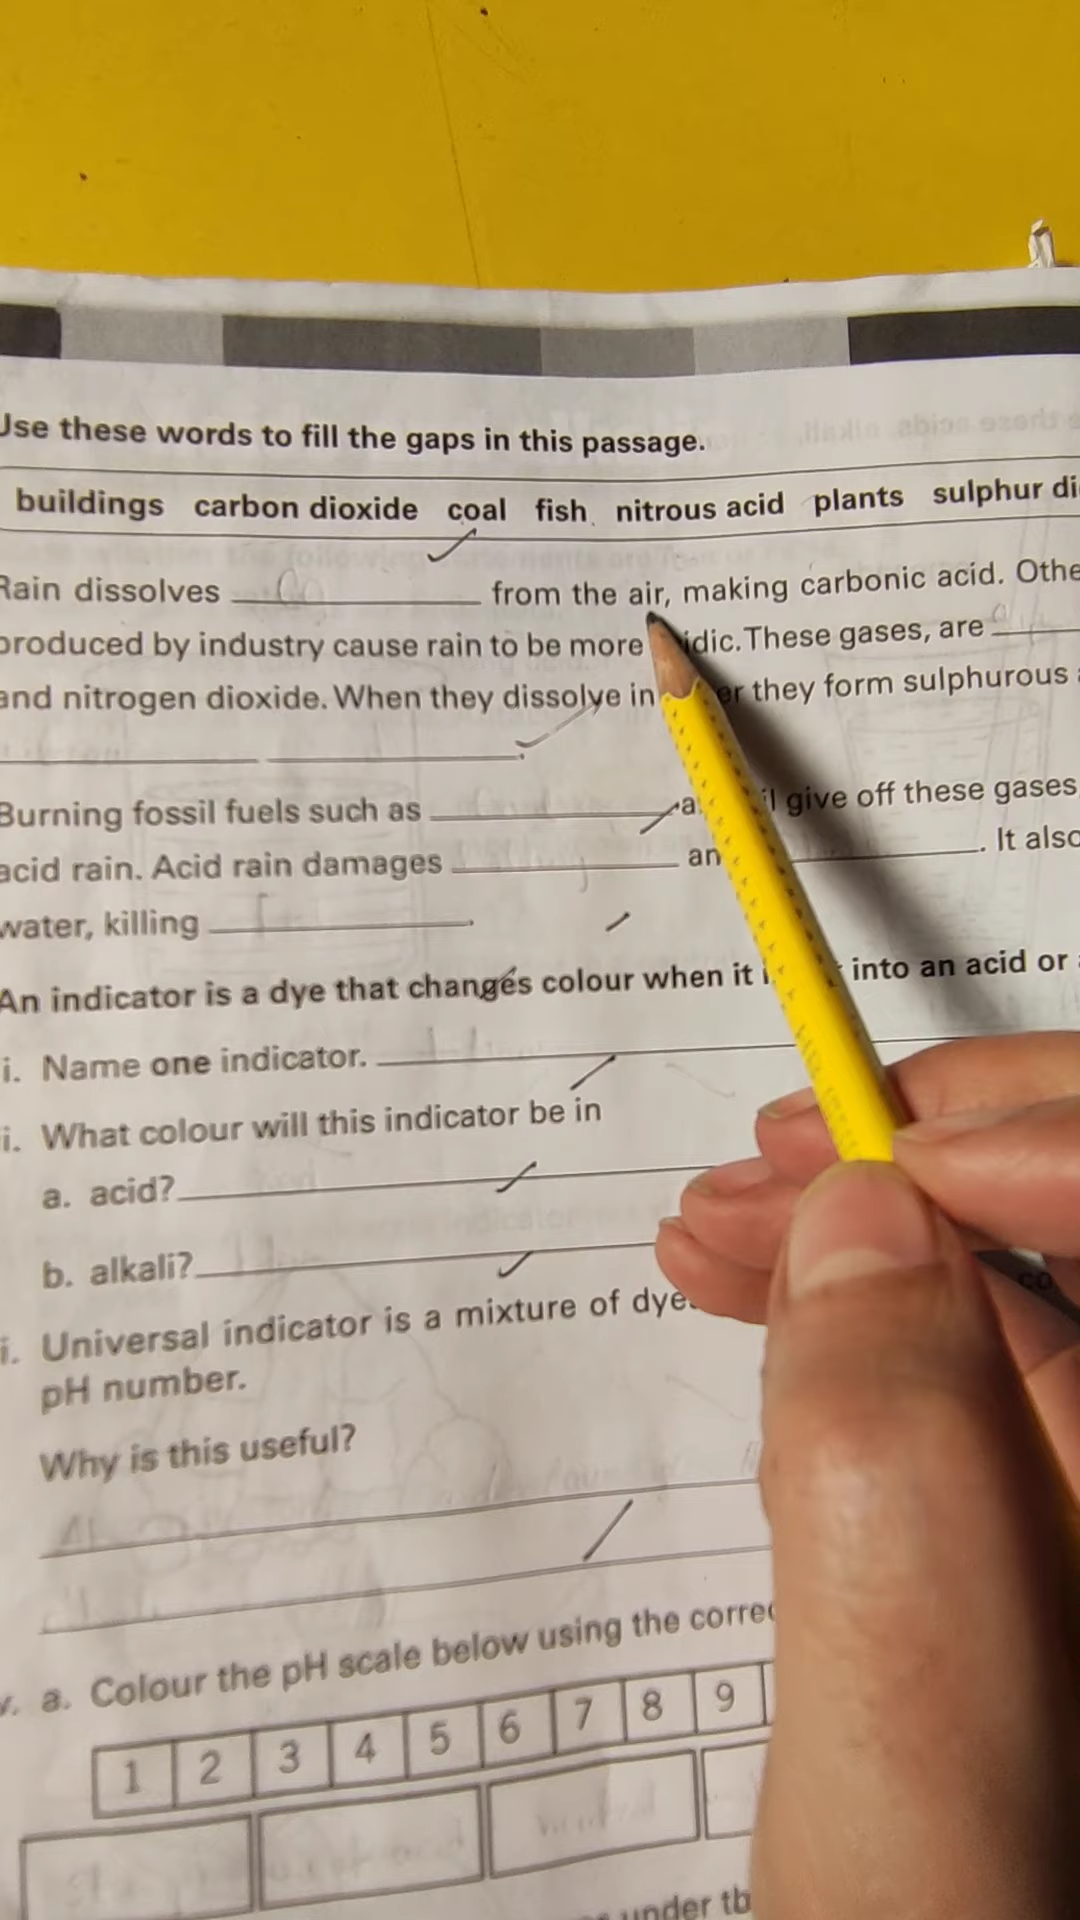 Use these words to fill the gaps in this passage.
buildings carbon dioxide coal fish nitrous acid plants sulphur di
Rain dissolves from the air, making carbonic acid. Othe
produced by industry cause rain to be more idic. These gases, are
and nitrogen dioxide. When they dissolve in er they form sulphurous
Burning fossil fuels such as a il give off these gases
acid rain. Acid rain damages an . It also
water, killing
An indicator is a dye that changes colour when it i into an acid or
i. Name one indicator.
i. What colour will this indicator be in
a. acid?
b. alkali?
i. Universal indicator is a mixture of dye
pH number.
Why is this useful?
v. a. Colour the pH scale below using the correc
1 2 3 4 5 6 7 8 9
under th